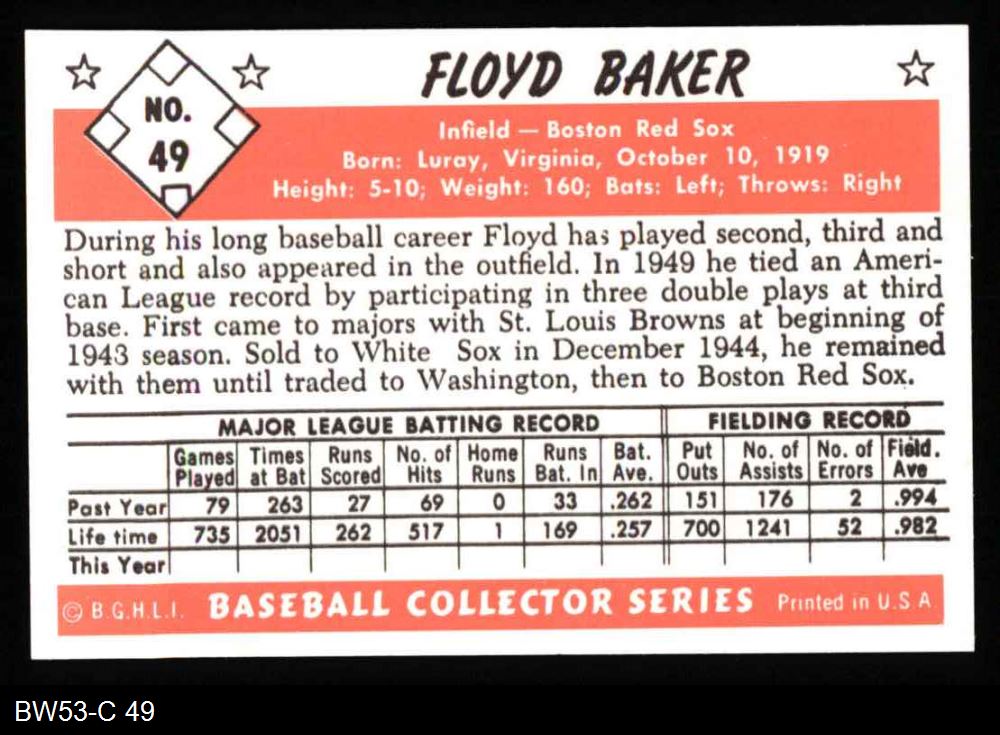 FLOYD BAKER
NO.
49
Infield — Boston Red Sox
Born: Luray, Virginia, October 10, 1919
Height: 5-10; Weight: 160; Bats: Left; Throws: Right
During his long baseball career Floyd has played second, third and
short and also appeared in the outfield. In 1949 he tied an Ameri-
can League record by participating in three double plays at third
base. First came to majors with St. Louis Browns at beginning of
1943 season. Sold to White Sox in December 1944, he remained
with them until traded to Washington, then to Boston Red Sox.
MAJOR LEAGUE BATTING RECORD FIELDING RECORD
Games Times Runs No. of Home Runs Bat. Put No. of No. of Field.
Played at Bat Scored Hits Runs Bat. In Ave. Outs Assists Errors Ave
Past Year 79 263 27 69 0 33 .262 151 176 2 .994
Life time 735 2051 262 517 1 169 .257 700 1241 52 .982
This Year
© B.G.H.L.I. BASEBALL COLLECTOR SERIES Printed in U.S A
BW53-C 49